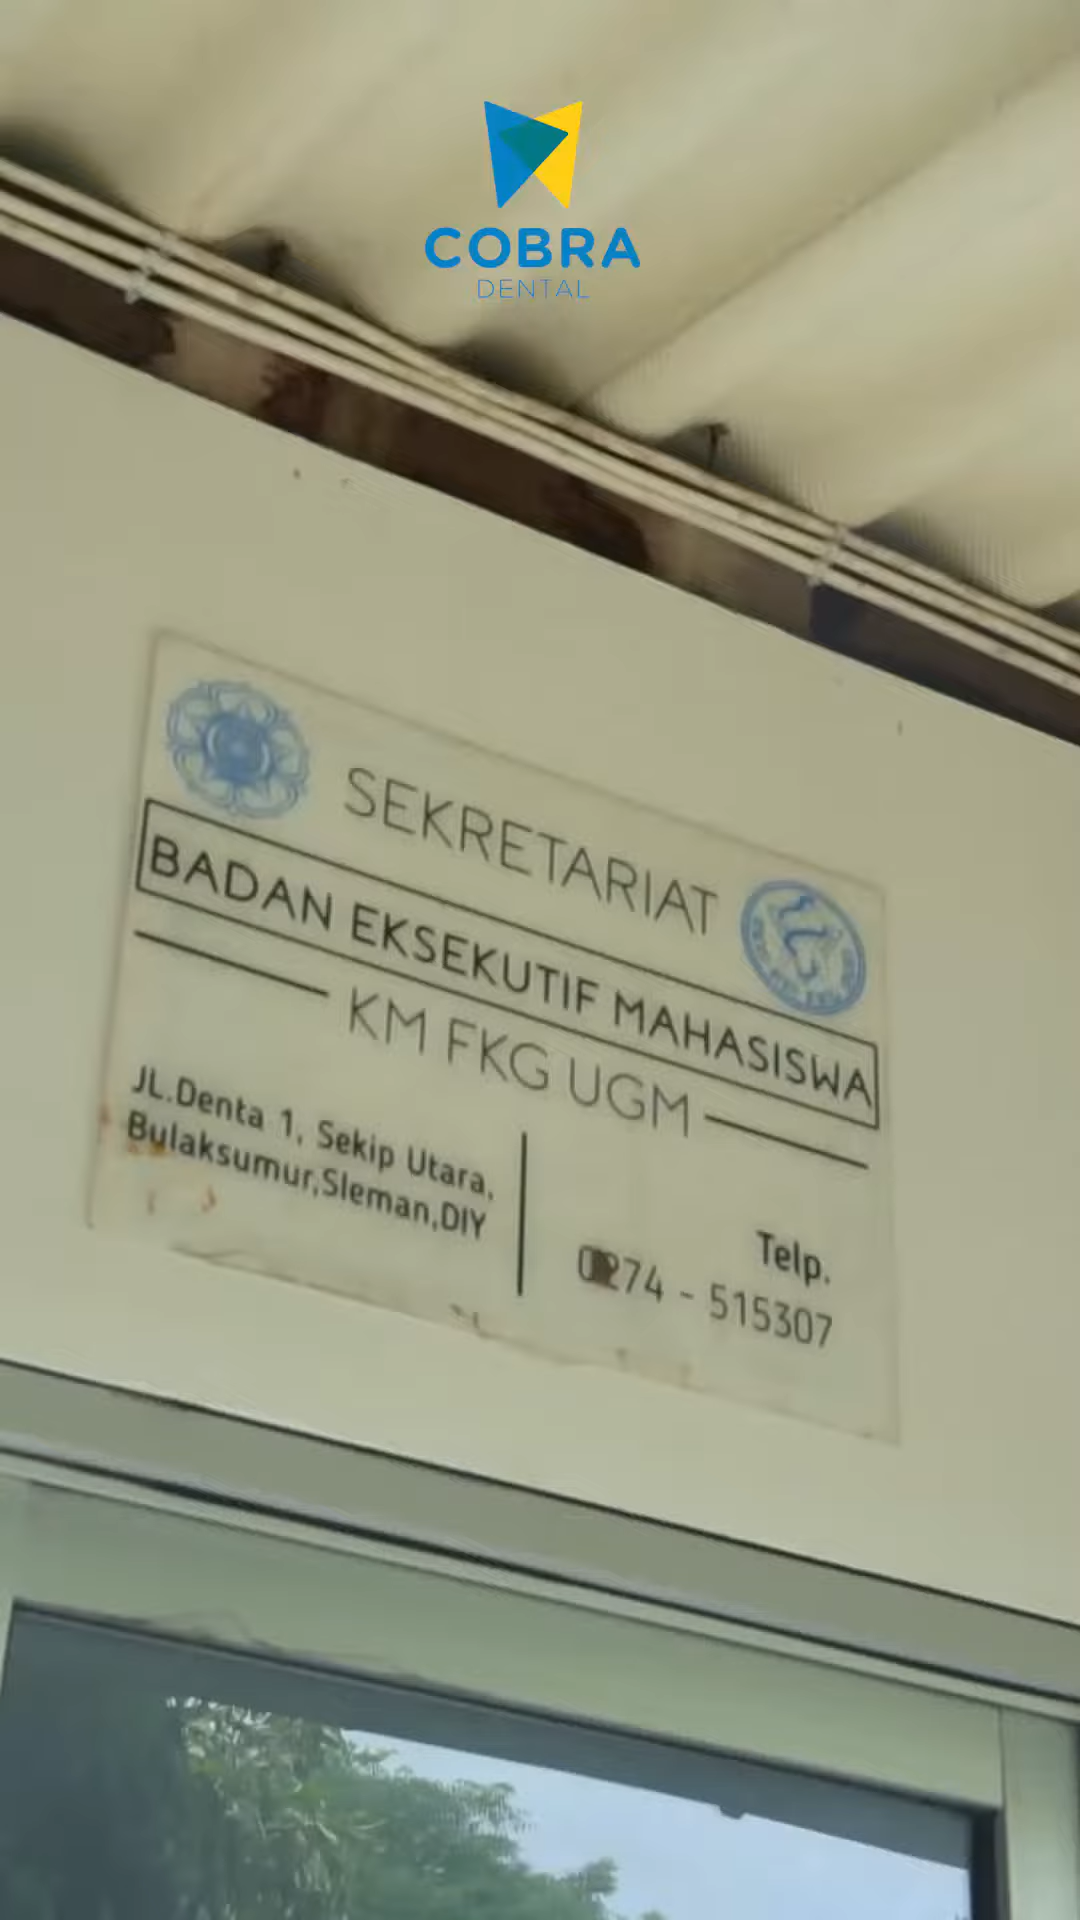 COBRA
DENTAL
SEKRETARIAT
BADAN EKSEKUTIF MAHASISWA
KM FKG UGM
JL.Denta 1, Sekip Utara,
Bulaksumur,Sleman,DIY
Telp.
0274 - 515307